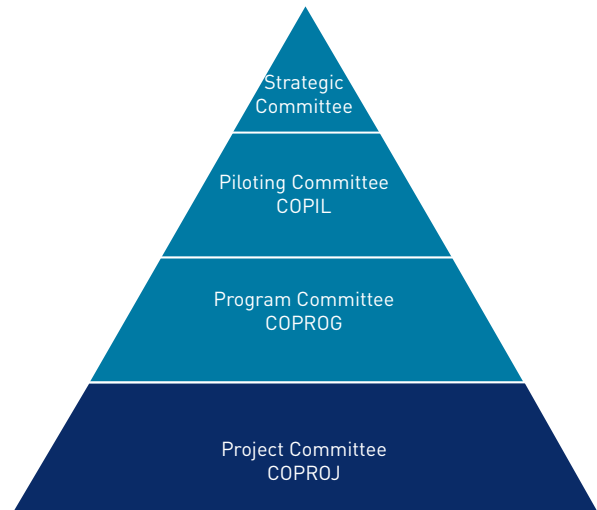 Strategic
Committee
Piloting Committee
COPIL
Program Committee
COPROG
Project Committee
COPROJ